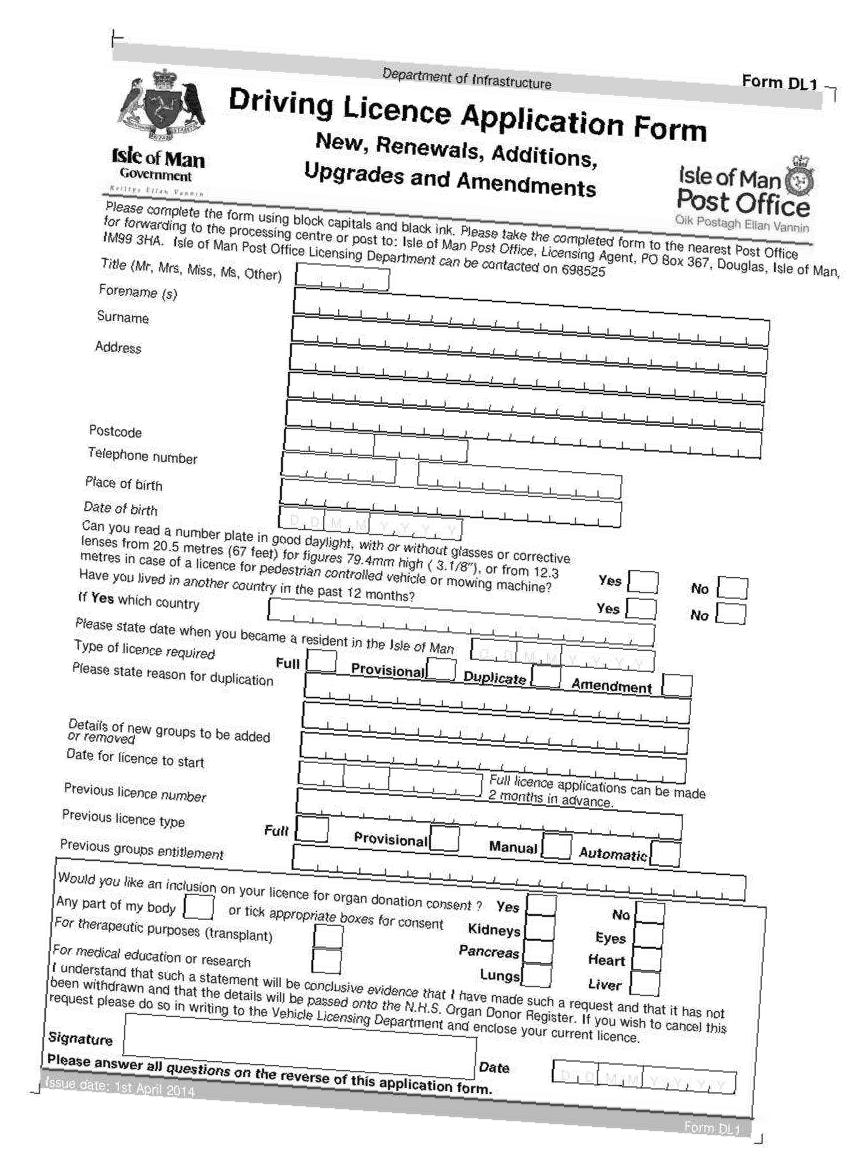 Department of Infrastructure
Form DL1
Driving Licence Application Form
New, Renewals, Additions,
Upgrades and Amendments
Isle of Man
Government
Reiltys Ellan Vannin
Isle of Man
Post Office
Oik Postagh Ellan Vannin
Please complete the form using block capitals and black ink. Please take the completed form to the nearest Post Office
for forwarding to the processing centre or post to: Isle of Man Post Office, Licensing Agent, PO Box 367, Douglas, Isle of Man,
IM99 3HA. Isle of Man Post Office Licensing Department can be contacted on 698525
Title (Mr, Mrs, Miss, Ms, Other)
Forename (s)
Surname
Address
Postcode
Telephone number
Place of birth
Date of birth D D M M Y Y Y Y
Can you read a number plate in good daylight, with or without glasses or corrective
lenses from 20.5 metres (67 feet) for figures 79.4mm high ( 3.1/8"), or from 12.3
metres in case of a licence for pedestrian controlled vehicle or mowing machine? Yes No
Have you lived in another country in the past 12 months? Yes No
If Yes which country
Please state date when you became a resident in the Isle of Man D D M M Y Y Y Y
Type of licence required Full Provisional Duplicate Amendment
Please state reason for duplication
Details of new groups to be added
or removed
Date for licence to start
Full licence applications can be made
2 months in advance.
Previous licence number
Previous licence type Full Provisional Manual Automatic
Previous groups entitlement
Would you like an inclusion on your licence for organ donation consent ? Yes No
Any part of my body or tick appropriate boxes for consent Kidneys Eyes
For therapeutic purposes (transplant) Pancreas Heart
For medical education or research Lungs Liver
I understand that such a statement will be conclusive evidence that I have made such a request and that it has not
been withdrawn and that the details will be passed onto the N.H.S. Organ Donor Register. If you wish to cancel this
request please do so in writing to the Vehicle Licensing Department and enclose your current licence.
Signature Date D D M M Y Y Y Y
Please answer all questions on the reverse of this application form.
Issue date: 1st April 2014
Form DL1